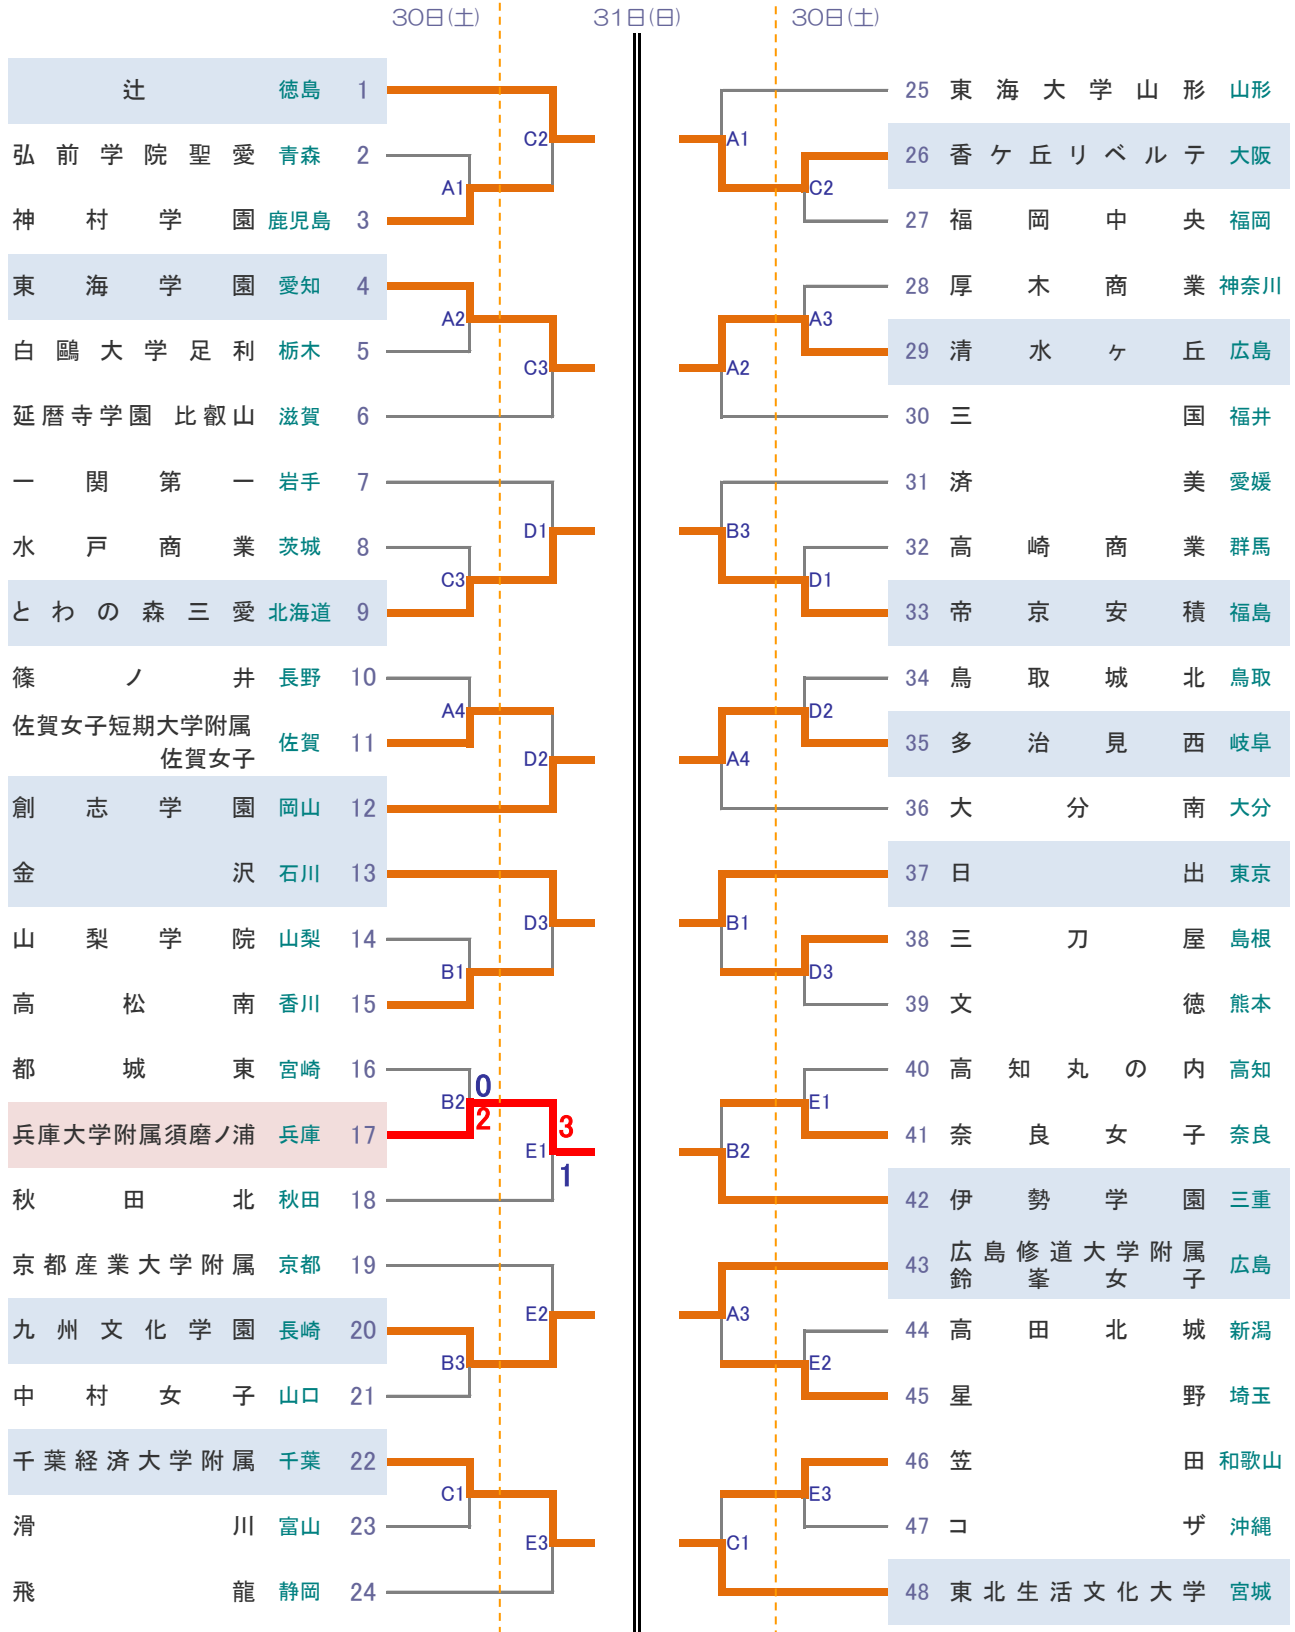 30日(土) 31日(日) 30日(土)
辻 徳島 1
弘前学院聖愛 青森 2
神村学園 鹿児島 3
東海学園 愛知 4
白鷗大学足利 栃木 5
延暦寺学園 比叡山 滋賀 6
一関第一 岩手 7
水戸商業 茨城 8
とわの森三愛 北海道 9
篠ノ井 長野 10
佐賀女子短期大学附属
佐賀女子 佐賀 11
創志学園 岡山 12
金沢 石川 13
山梨学院 山梨 14
高松南 香川 15
都城東 宮崎 16
兵庫大学附属須磨ノ浦 兵庫 17
秋田北 秋田 18
京都産業大学附属 京都 19
九州文化学園 長崎 20
中村女子 山口 21
千葉経済大学附属 千葉 22
滑川 富山 23
飛龍 静岡 24
C2
A1
A2
C3
D1
C3
A4
D2
D3
B1
B2
0
2
3
E1
1
E2
B3
C1
E3
A1
C2
A3
A2
B3
D1
D2
A4
B1
D3
E1
B2
A3
E2
E3
C1
25 東海大学山形 山形
26 香ケ丘リベルテ 大阪
27 福岡中央 福岡
28 厚木商業 神奈川
29 清水ヶ丘 広島
30 三国 福井
31 済美 愛媛
32 高崎商業 群馬
33 帝京安積 福島
34 鳥取城北 鳥取
35 多治見西 岐阜
36 大分南 大分
37 日出 東京
38 三刀屋 島根
39 文徳 熊本
40 高知丸の内 高知
41 奈良女子 奈良
42 伊勢学園 三重
43 広島修道大学附属
鈴峯女子 広島
44 高田北城 新潟
45 星野 埼玉
46 笠田 和歌山
47 コザ 沖縄
48 東北生活文化大学 宮城